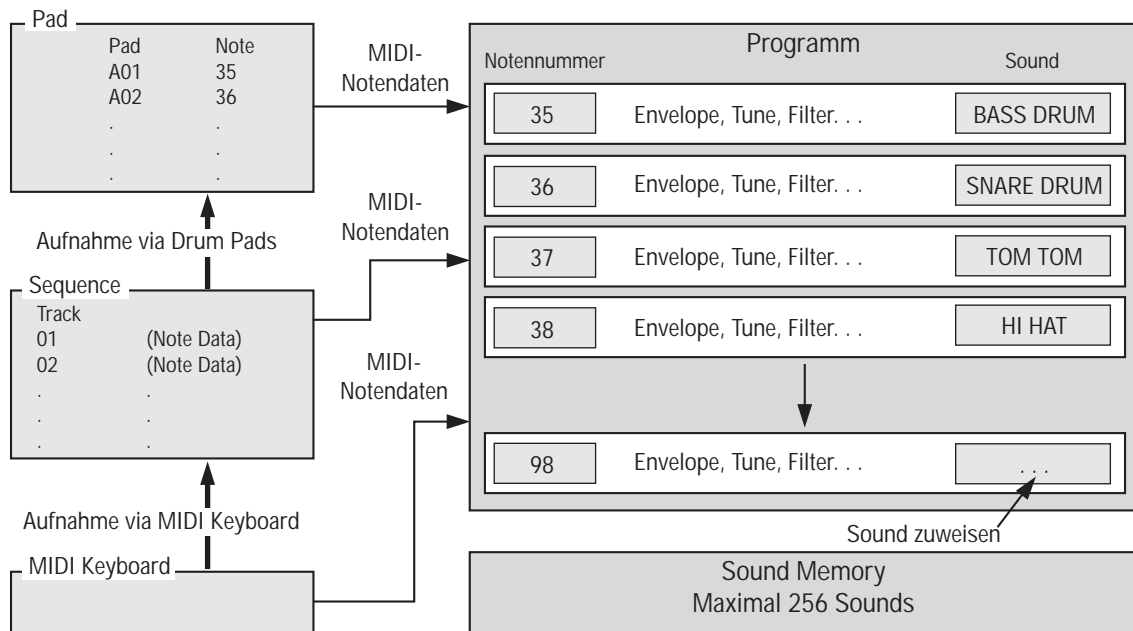 Pad
Pad Note
A01 35
A02 36
. .
. .
. .
Aufnahme via Drum Pads
Sequence
Track
01 (Note Data)
02 (Note Data)
. .
. .
. .
Aufnahme via MIDI Keyboard
MIDI Keyboard
MIDI-
Notendaten
MIDI-
Notendaten
MIDI-
Notendaten
Programm
Notennummer Sound
35 Envelope, Tune, Filter. . . BASS DRUM
36 Envelope, Tune, Filter. . . SNARE DRUM
37 Envelope, Tune, Filter. . . TOM TOM
38 Envelope, Tune, Filter. . . HI HAT
98 Envelope, Tune, Filter. . . . . .
Sound zuweisen
Sound Memory
Maximal 256 Sounds